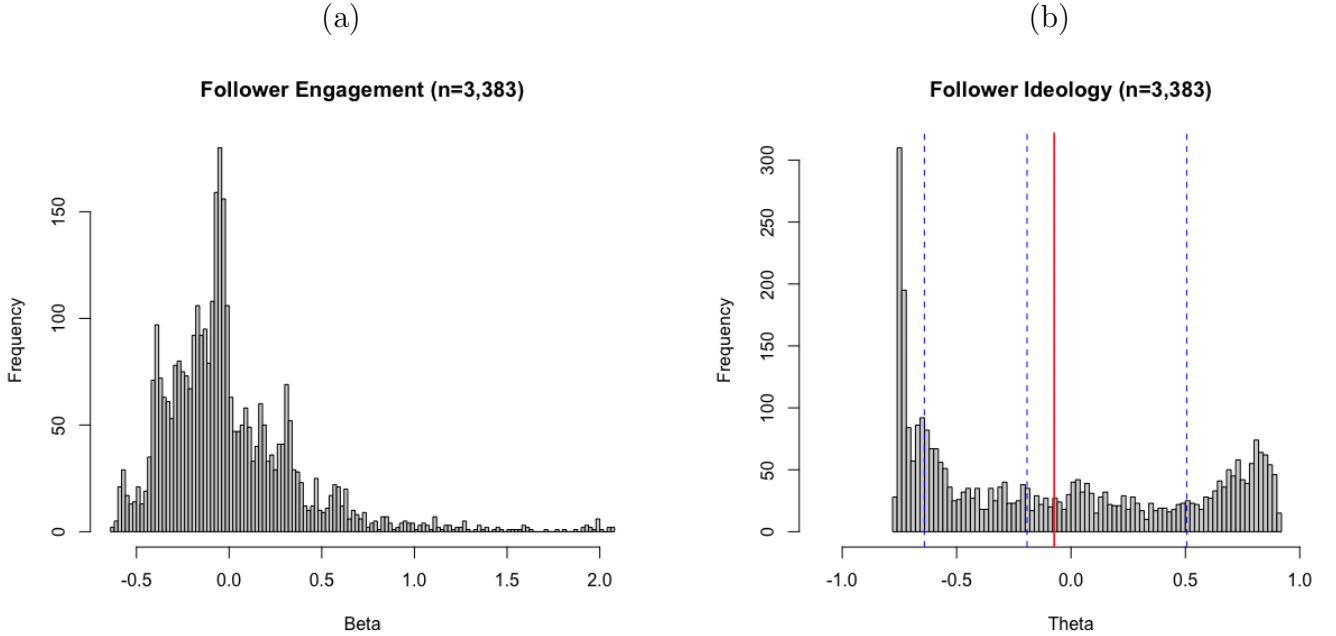 (a)
Follower Engagement (n=3,383)
Frequency
150
100
50
0
-0.5 0.0 0.5 1.0 1.5 2.0
Beta
(b)
Follower Ideology (n=3,383)
Frequency
300
250
200
150
100
50
0
-1.0 -0.5 0.0 0.5 1.0
Theta